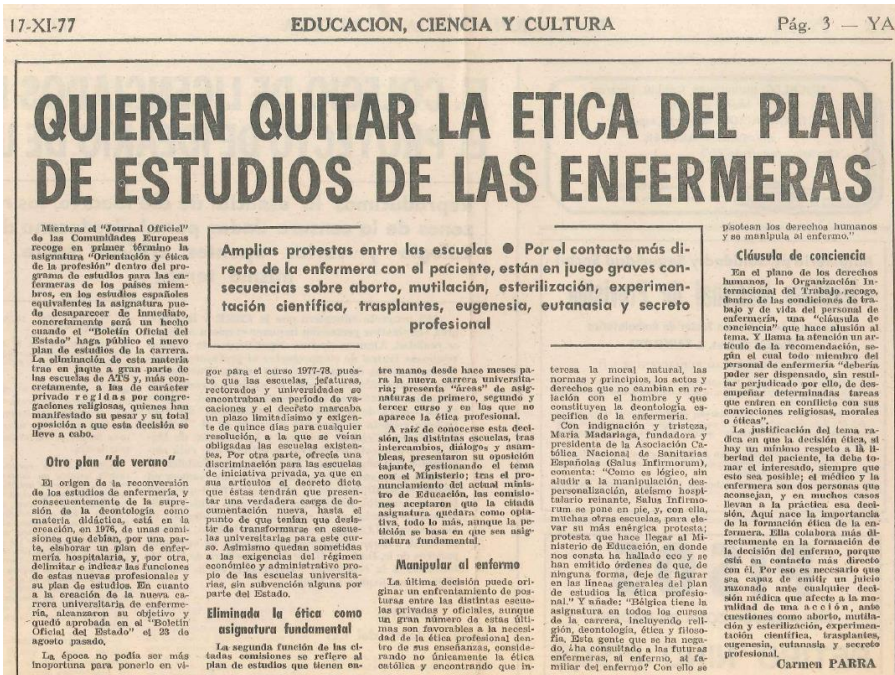 17-XI-77
EDUCACION, CIENCIA Y CULTURA
Pág. 3 — YA
QUIEREN QUITAR LA ETICA DEL PLAN
DE ESTUDIOS DE LAS ENFERMERAS
Amplias protestas entre las escuelas ● Por el contacto más di-
recto de la enfermera con el paciente, están en juego graves con-
secuencias sobre aborto, mutilación, esterilización, experimen-
tación científica, trasplantes, eugenesia, eutanasia y secreto
profesional
Mientras el "Journal Officiel"
de las Comunidades Europeas
recoge en primer término la
asignatura "Orientación y ética
de la profesión" dentro del pro-
grama de estudios para las en-
fermeras de los países miem-
bros, en los estudios españoles
equivalentes la asignatura pue-
de desaparecer de inmediato,
concretamente será un hecho
cuando el "Boletín Oficial del
Estado" haga público el nuevo
plan de estudios de la carrera.
La eliminación de esta materia
trae en jaque a gran parte de
las escuelas de ATS y, más con-
cretamente, a las de carácter
privado regidas por congre-
gaciones religiosas, quienes han
manifestado su pesar y su total
oposición a que esta decisión se
lleve a cabo.
Otro plan "de verano"
El origen de la reconversión
de los estudios de enfermería, y
consecuentemente de la supre-
sión de la deontología como
materia didáctica, está en la
creación, en 1976, de unas comi-
siones que debían, por una par-
te, elaborar un plan de enfer-
mería hospitalaria, y, por otra,
delimitar e indicar las funciones
de estas nuevas profesionales y
su plan de estudios. En cuanto
a la creación de la nueva ca-
rrera universitaria, de enferme-
ría, alcanzaron su objetivo y
quedó aprobada en el "Boletín
Oficial del Estado" el 23 de
agosto pasado.
La época no podía ser más
inoportuna para ponerlo en vi-
gor para el curso 1977-78, pues-
to que las escuelas, jefaturas,
rectorados y universidades se
encontraban en período de va-
caciones y el decreto marcaba
un plazo limitadísimo y exigen-
te de quince días para cualquier
resolución, a la que se veían
obligadas las escuelas existen-
tes. Por otra parte, ofrecía una
discriminación para las escuelas
de iniciativa privada, ya que en
sus artículos el decreto dicta
que éstas tendrán que presen-
tar una verdadera carga de do-
cumentación nueva, hasta el
punto de que tenían que desis-
tir de transformarse en escue-
las universitarias para este cur-
so. Asimismo quedan sometidas
a las exigencias del régimen
económico y administrativo pro-
pio de las escuelas universita-
rias, sin subvención alguna por
parte del Estado.
Eliminada la ética como
asignatura fundamental
La segunda función de las ci-
tadas comisiones se refiere al
plan de estudios que tienen en-
tre manos desde hace meses pa-
ra la nueva carrera universita-
ria; presenta "áreas" de asig-
naturas de primero, segundo y
tercer curso y en los que no
aparece la ética profesional.
A raíz de conocerse esta deci-
sión, las distintas escuelas, tras
intercambios, diálogos y asam-
bleas, presentaron su oposición
tajante, gestionando el tema
con el Ministerio; tras el pro-
nunciamiento del actual minis-
tro de Educación, las comisio-
nes aceptaron que la citada
asignatura quedara como opta-
tiva, todo lo más, aunque la pe-
tición se basa en que sea asig-
natura fundamental.
Manipular al enfermo
La última decisión puede ori-
ginar un enfrentamiento de pos-
turas entre las distintas escue-
las privadas y oficiales, aunque
un gran número de estas últi-
mas son favorables a la necesi-
dad de la ética profesional den-
tro de sus enseñanzas, conside-
rando no únicamente la ética
católica y encontrando que in-
teresa la moral natural, las
normas y principios, los actos y
derechos que no cambian en re-
lación con el hombre y que
constituyen la deontología es-
pecífica de la enfermería.
Con indignación y tristeza,
María Madariaga, fundadora y
presidenta de la Asociación Ca-
tólica Nacional de Sanitarias
Españolas (Salus Infirmorum),
comenta: "Como es lógico, sin
aludir a la manipulación, des-
personalización, ateísmo hospi-
talario reinante, Salus Infirmo-
rum se pone en pie, y, con ella,
muchas otras escuelas, para ele-
var su más enérgica protesta;
protesta que hace llegar al Mi-
nisterio de Educación, en donde
nos consta ha hallado eco y se
han emitido órdenes de que, de
ninguna forma, deje de figurar
en las líneas generales del plan
de estudios la ética profesio-
nal." Y añade: "Bélgica tiene la
asignatura en todos los cursos
de la carrera, incluyendo reli-
gión, deontología, ética y filoso-
fía. Esta gente que se ha nega-
do, ¿ha consultado a las futuras
enfermeras, al enfermo, al fa-
miliar del enfermo? Con ello se
pisotean los derechos humanos
y se manipula al enfermo."
Cláusula de conciencia
En el plano de los derechos
humanos, la Organización In-
ternacional del Trabajo recoge,
dentro de las condiciones de tra-
bajo y de vida del personal de
enfermería, una "cláusula de
conciencia" que hace alusión al
tema. Y llama la atención un ar-
tículo de la recomendación, se-
gún el cual todo miembro del
personal de enfermería "debería
poder ser dispensado, sin resul-
tar perjudicado por ello, de des-
empeñar determinadas tareas
que entren en conflicto con sus
convicciones religiosas, morales
o éticas".
La justificación del tema ra-
dica en que la decisión ética, si
hay un mínimo respeto a la li-
bertad del paciente, la debe to-
mar el interesado, siempre que
esto sea posible; el médico y la
enfermera son dos personas que
aconsejan, y en muchos casos
llevan a la práctica esa deci-
sión. Aquí nace la importancia
de la formación ética de la en-
fermera. Ella colabora más di-
rectamente en la formación de
la decisión del enfermo, porque
está en contacto más directo
con él. Por eso es necesario que
sea capaz de emitir un juicio
razonado ante cualquier deci-
sión médica que afecte a la mo-
ralidad de una acción, ante
cuestiones como aborto, mutila-
ción y esterilización, experimen-
tación científica, trasplantes,
eugenesia, eutanasia y secreto
profesional.
Carmen PARRA